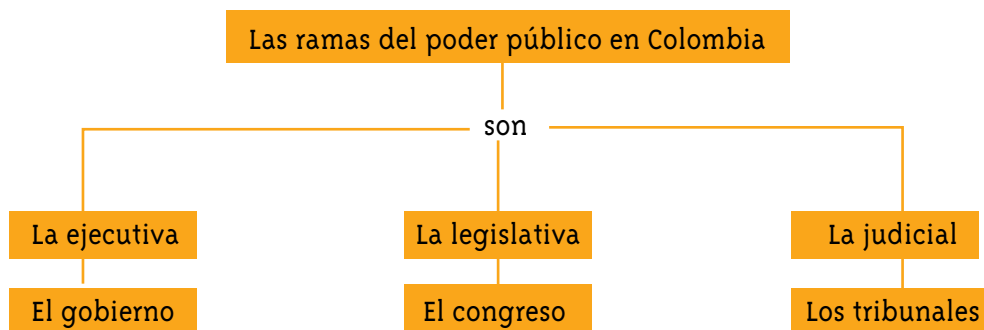 Las ramas del poder público en Colombia
son
La ejecutiva
La legislativa
La judicial
El gobierno
El congreso
Los tribunales